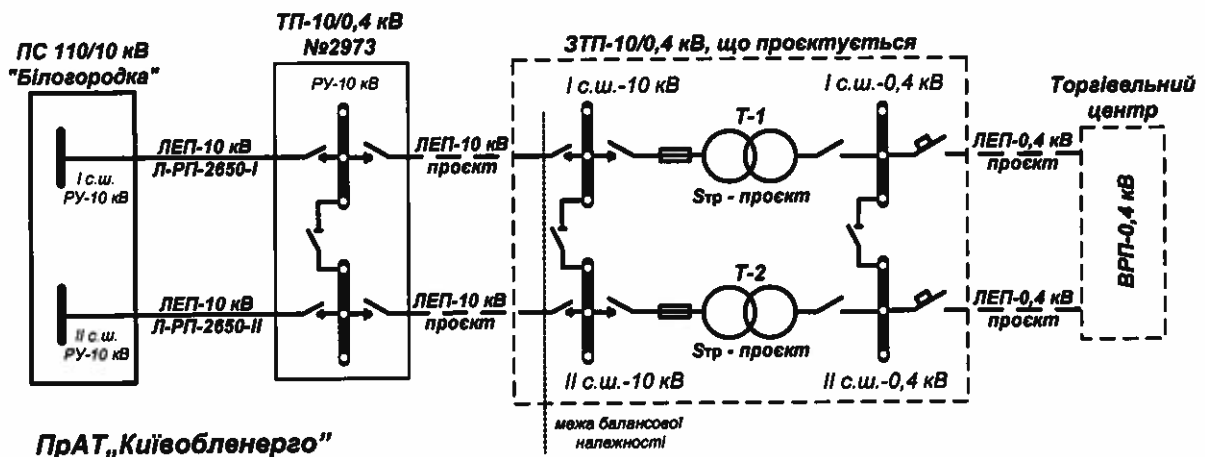 ТП-10/0,4 кВ
№2973
ПС 110/10 кВ
"Білогородка"
ЗТП-10/0,4 кВ, що проєктується
Торгівельний
центр
РУ-10 кВ
І с.ш.-10 кВ
І с.ш.-0,4 кВ
Т-1
ЛЕП-10 кВ
Л-РП-2650-І
ЛЕП-10 кВ
проєкт
ЛЕП-0,4 кВ
проєкт
І с.ш.
РУ-10 кВ
Sтр - проєкт
ВРП-0,4 кВ
Т-2
ЛЕП-10 кВ
Л-РП-2650-ІІ
ЛЕП-10 кВ
проєкт
ЛЕП-0,4 кВ
проєкт
ІІ с.ш.
РУ-10 кВ
Sтр - проєкт
ІІ с.ш.-10 кВ
ІІ с.ш.-0,4 кВ
межа балансової
належності
ПрАТ„Київобленерго”